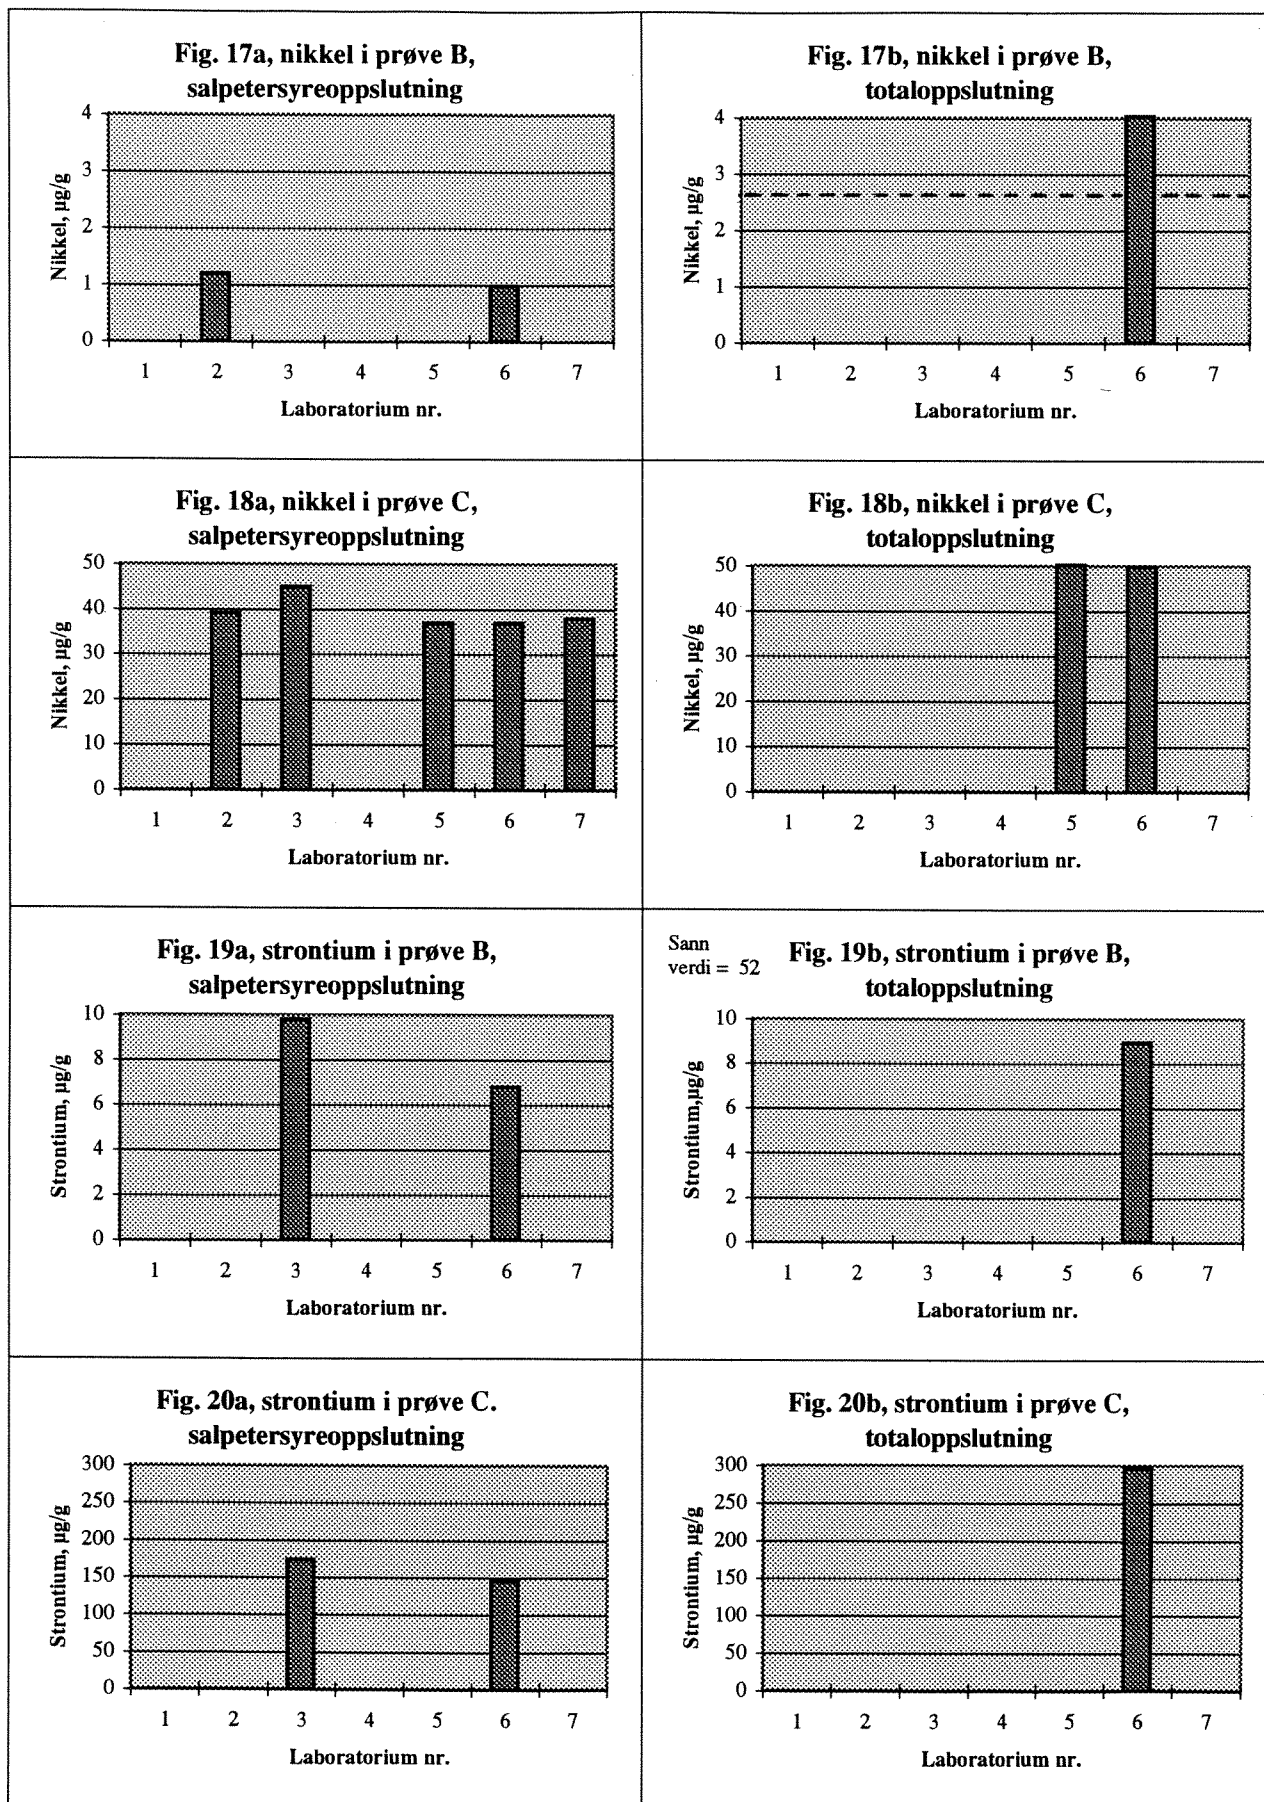 Fig. 17a, nikkel i prøve B,
salpetersyreoppslutning
4
3
2
1
0
Nikkel, µg/g
1 2 3 4 5 6 7
Laboratorium nr.
Fig. 17b, nikkel i prøve B,
totaloppslutning
4
3
2
1
0
Nikkel, µg/g
1 2 3 4 5 6 7
Laboratorium nr.
Fig. 18a, nikkel i prøve C,
salpetersyreoppslutning
50
40
30
20
10
0
Nikkel, µg/g
1 2 3 4 5 6 7
Laboratorium nr.
Fig. 18b, nikkel i prøve C,
totaloppslutning
50
40
30
20
10
0
Nikkel, µg/g
1 2 3 4 5 6 7
Laboratorium nr.
Fig. 19a, strontium i prøve B,
salpetersyreoppslutning
10
8
6
4
2
0
Strontium, µg/g
1 2 3 4 5 6 7
Laboratorium nr.
Sann
verdi = 52
Fig. 19b, strontium i prøve B,
totaloppslutning
10
8
6
4
2
0
Strontium,µg/g
1 2 3 4 5 6 7
Laboratorium nr.
Fig. 20a, strontium i prøve C.
salpetersyreoppslutning
300
250
200
150
100
50
0
Strontium, µg/g
1 2 3 4 5 6 7
Laboratorium nr.
Fig. 20b, strontium i prøve C,
totaloppslutning
300
250
200
150
100
50
0
Strontium, µg/g
1 2 3 4 5 6 7
Laboratorium nr.